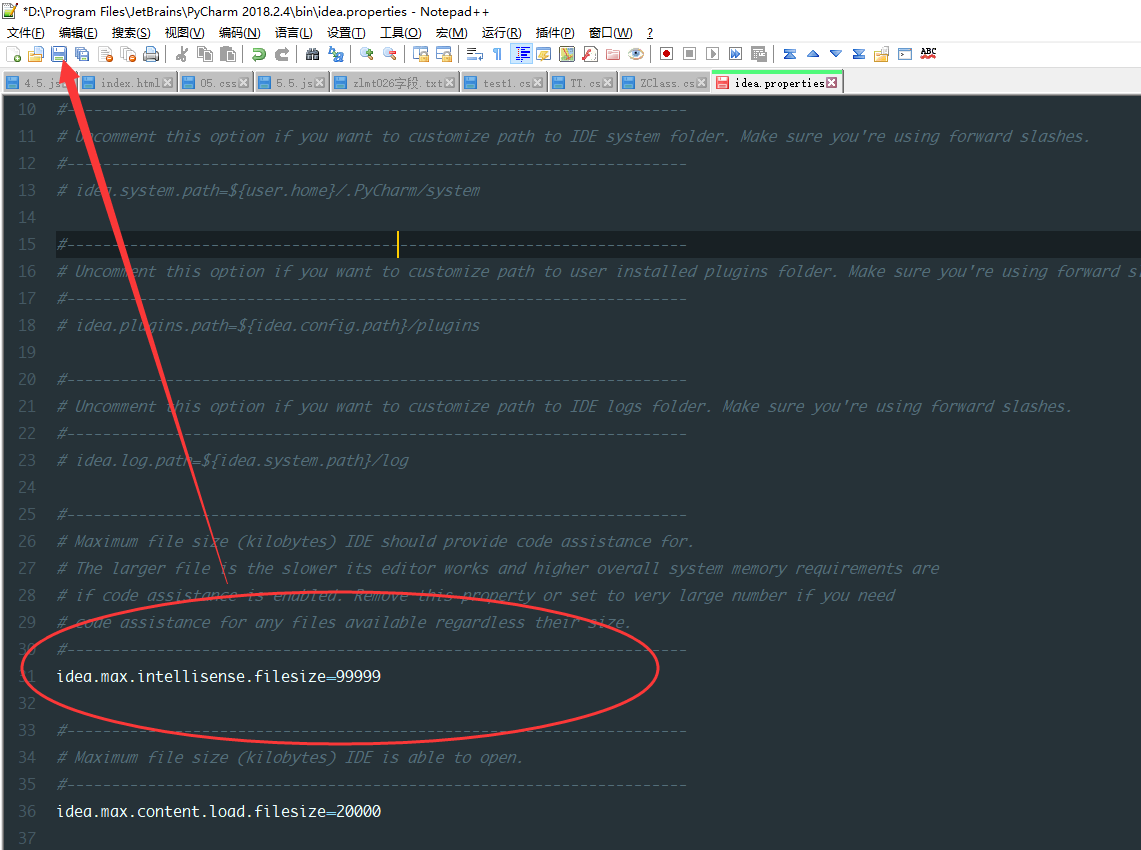 *D:\Program Files\JetBrains\PyCharm 2018.2.4\bin\idea.properties - Notepad++
文件(F) 编辑(E) 搜索(S) 视图(V) 编码(N) 语言(L) 设置(T) 工具(O) 宏(M) 运行(R) 插件(P) 窗口(W) ?
ABC
4.5.js index.html 05.css 5.5.js zlmt026字段.txt test1.cs TT.cs ZClass.cs idea.properties
10 #---------------------------------------------------------------------
11 # Uncomment this option if you want to customize path to IDE system folder. Make sure you're using forward slashes.
12 #---------------------------------------------------------------------
13 # idea.system.path=${user.home}/.PyCharm/system
14
15 #---------------------------------------------------------------------
16 # Uncomment this option if you want to customize path to user installed plugins folder. Make sure you're using forward
17 #---------------------------------------------------------------------
18 # idea.plugins.path=${idea.config.path}/plugins
19
20 #---------------------------------------------------------------------
21 # Uncomment this option if you want to customize path to IDE logs folder. Make sure you're using forward slashes.
22 #---------------------------------------------------------------------
23 # idea.log.path=${idea.system.path}/log
24
25 #---------------------------------------------------------------------
26 # Maximum file size (kilobytes) IDE should provide code assistance for.
27 # The larger file is the slower its editor works and higher overall system memory requirements are
28 # if code assistance is enabled. Remove this property or set to very large number if you need
29 # code assistance for any files available regardless their size.
30 #---------------------------------------------------------------------
31 idea.max.intellisense.filesize=99999
32
33 #---------------------------------------------------------------------
34 # Maximum file size (kilobytes) IDE is able to open.
35 #---------------------------------------------------------------------
36 idea.max.content.load.filesize=20000
37